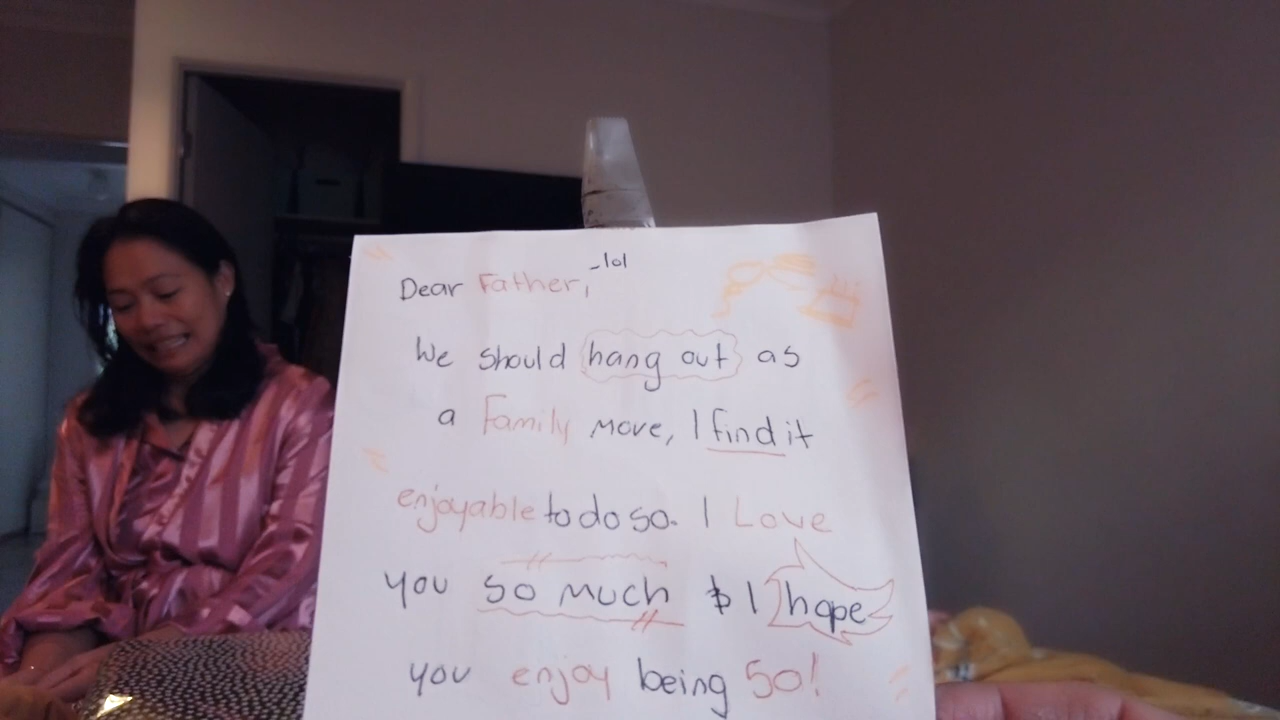 Dear Father, -lol
We should hang out as
a Family move, I find it
enjoyable to do so. I Love
you so much & I hope
you enjoy being 50!